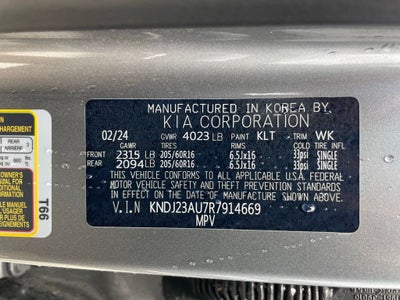 MANUFACTURED IN KOREA BY
KIA CORPORATION
02/24 GVWR 4023 LB PAINT KLT TRIM WK
GAWR TIRE RIM COLD INF
FRONT 2315 LB 205/60R16 6.5Jx16 33psi SINGLE
REAR 2094 LB 205/60R16 6.5Jx16 33psi SINGLE
THIS VEHICLE CONFORMS TO ALL APPLICABLE U.S. FEDERAL
MOTOR VEHICLE SAFETY, BUMPER, AND THEFT PREVENTION
STANDARDS IN EFFECT ON THE DATE OF MANUFACTURE SHOWN ABOVE.
V.I.N KNDJ23AU7R7914669
MPV
T66